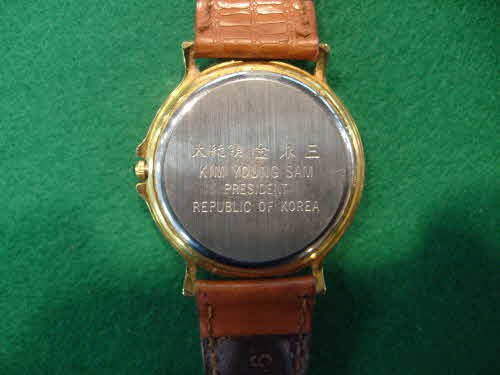 大統領 金泳三
KIM YOUNG SAM
PRESIDENT
REPUBLIC OF KOREA